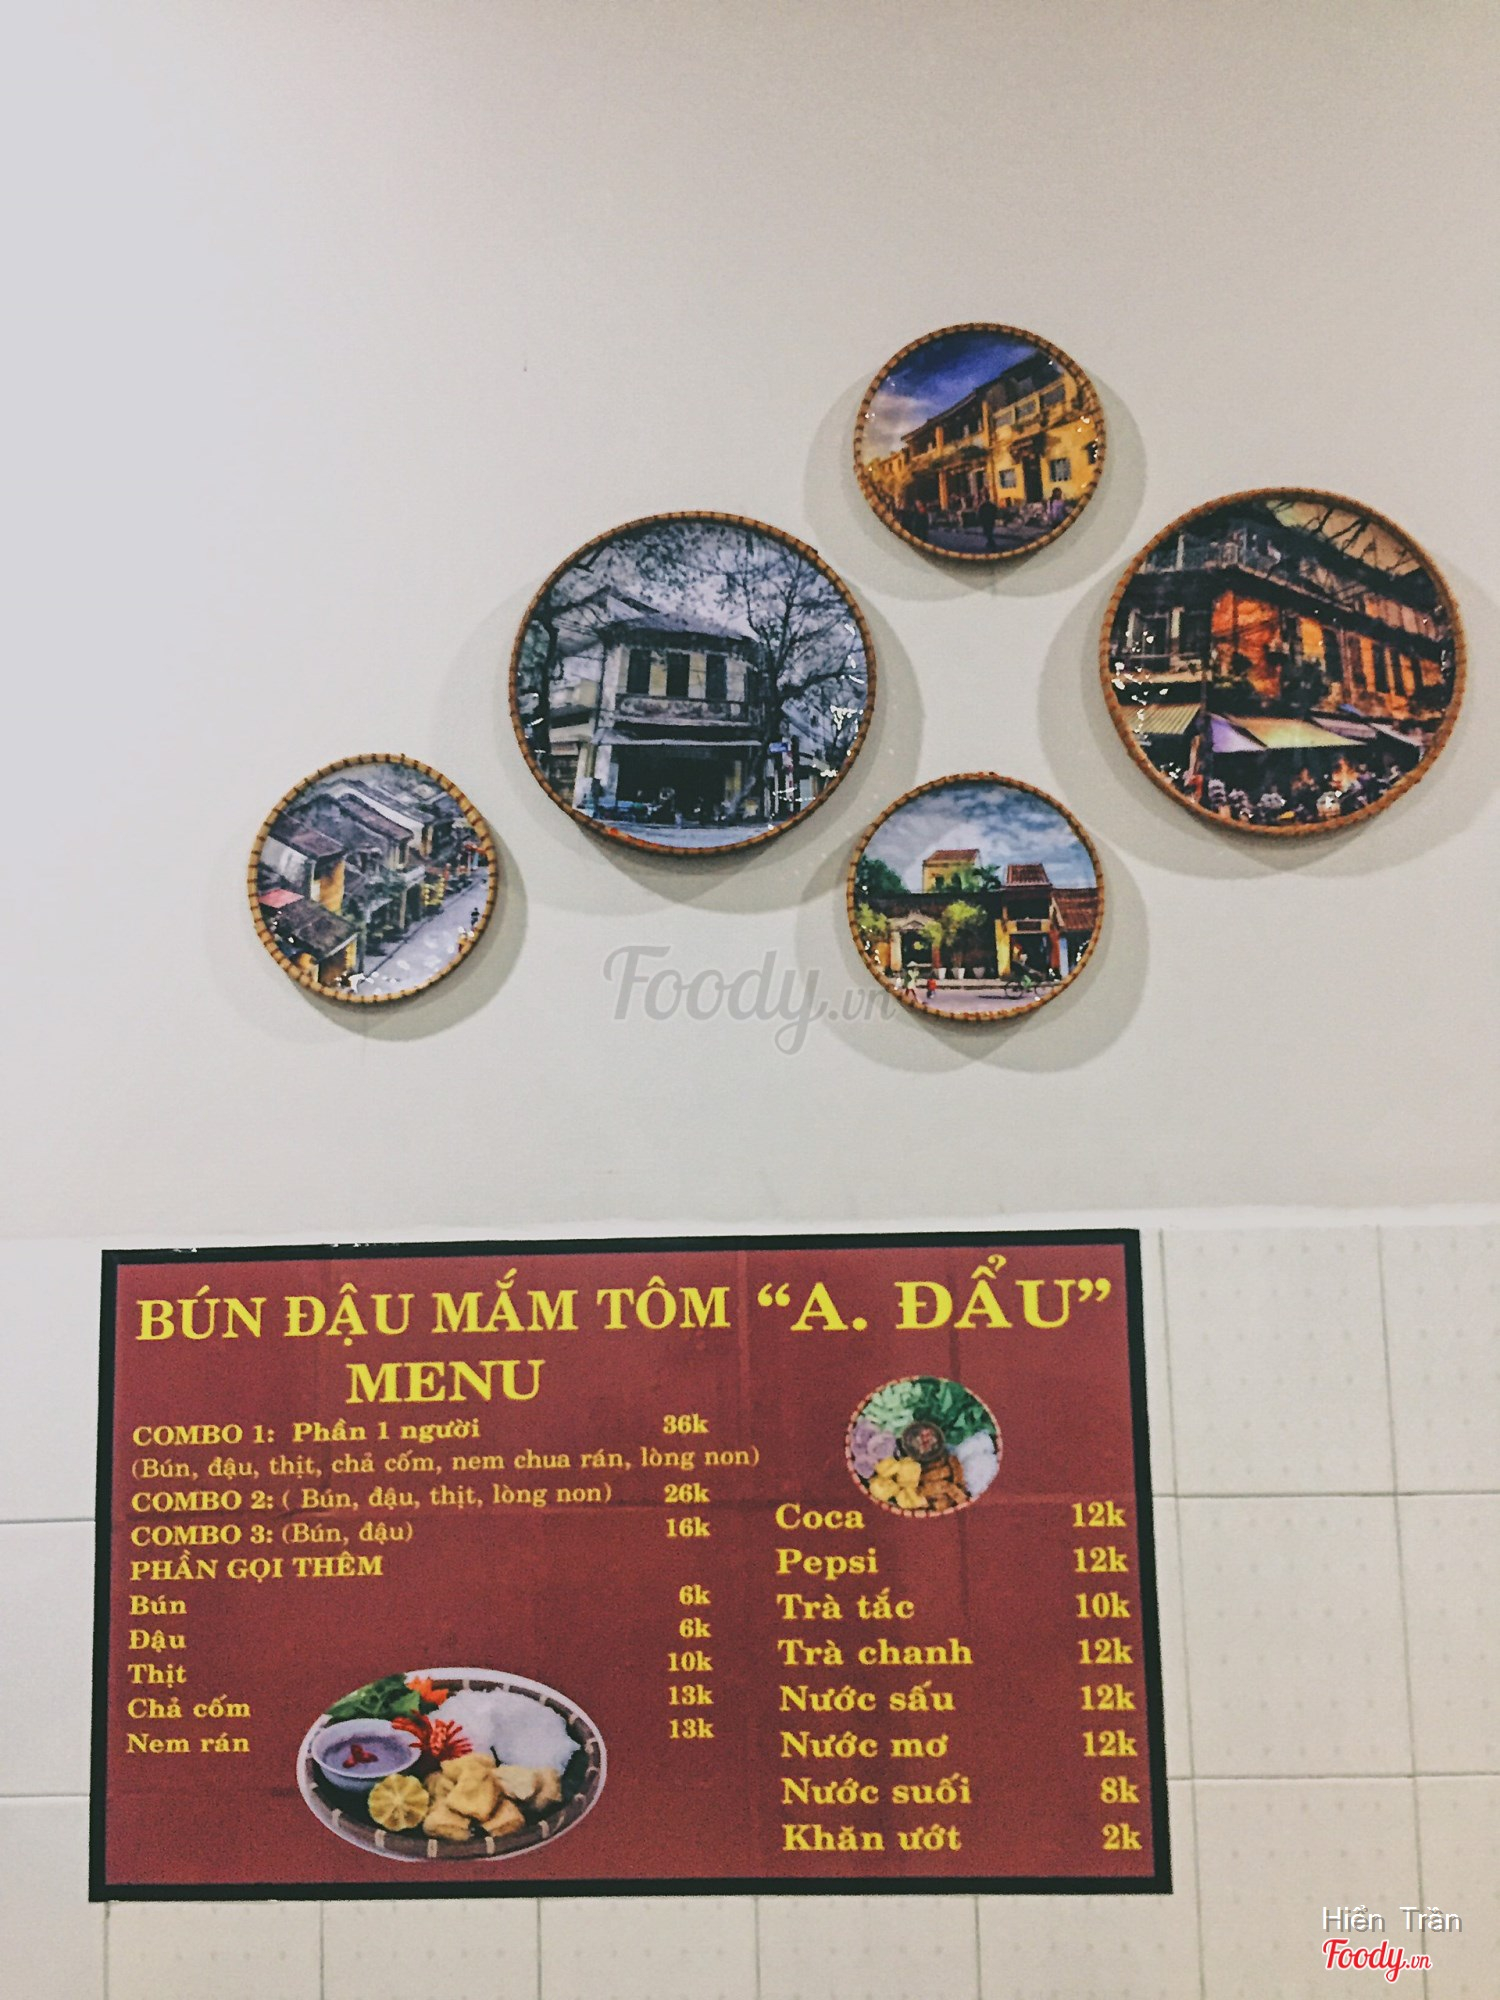 Foody.vn
BÚN ĐẬU MẮM TÔM “A. ĐẨU”
MENU
COMBO 1: Phần 1 người 36k
(Bún, đậu, thịt, chả cốm, nem chua rán, lòng non)
COMBO 2: ( Bún, đậu, thịt, lòng non) 26k
COMBO 3: (Bún, đậu) 16k
PHẦN GỌI THÊM
Bún 6k
Đậu 6k
Thịt 10k
Chả cốm 13k
Nem rán 13k
Coca 12k
Pepsi 12k
Trà tắc 10k
Trà chanh 12k
Nước sấu 12k
Nước mơ 12k
Nước suối 8k
Khăn ướt 2k
Hiển Trần
Foody.vn